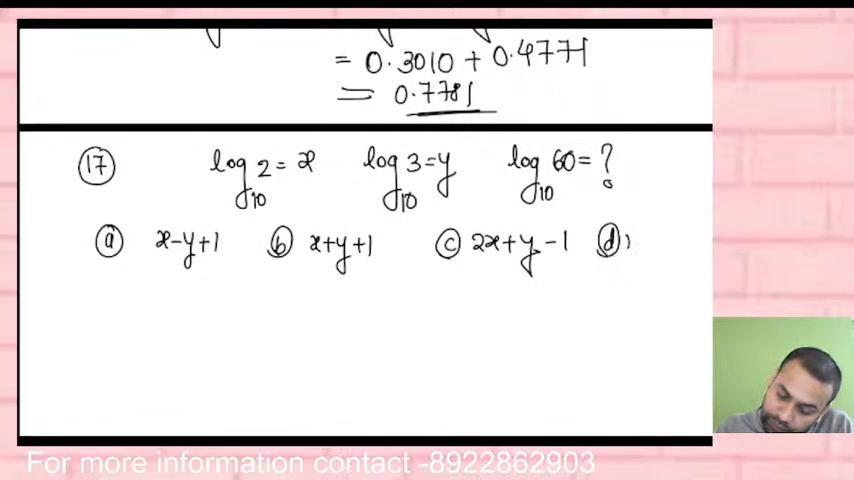 = 0.3010 + 0.4771
= 0.7781
17 log₁₀ 2 = x log₁₀ 3 = y log₁₀ 60 = ?
a x-y+1 b x+y+1 c 2x+y-1 d
For more information contact -8922862903